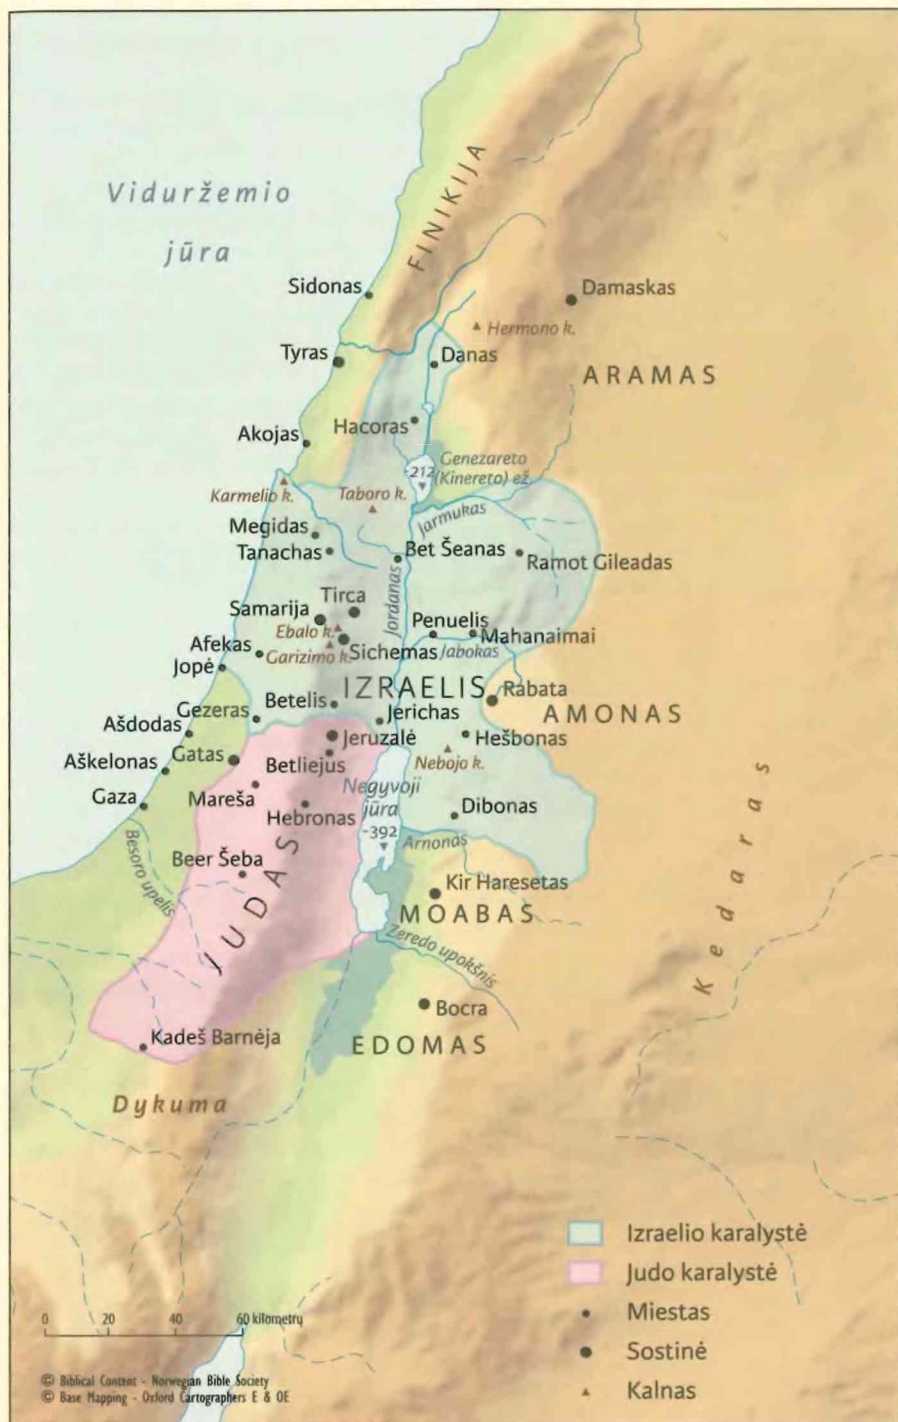 Viduržemio
jūra
FINIKIJA
Sidonas
Damaskas
Hermono k.
Tyras
Danas
ARAMAS
Hacoras
Akojas
Genezareto
(Kinereto) ež.
-212
Karmelio k.
Taboro k.
Jarmukas
Megidas
Tanachas
Bet Šeanas
Ramot Gileadas
Jordanas
Tirca
Samarija
Ebalo k.
Penuelis
Mahanaimai
Afekas
Garizimo k.
Sichemas
Jabokas
Jopė
IZRAELIS
Rabata
Betelis
Gezeras
Jerichas
AMONAS
Ašdodas
Jeruzalė
Hešbonas
Gatas
Aškelonas
Betliejus
Nebojo k.
Mareša
Negyvoji
jūra
-392
Gaza
Hebronas
Dibonas
Arnonas
Besoro upelis
Beer Šeba
JUDAS
Kir Haresetas
MOABAS
Zeredo upokšnis
Kedaras
Bocra
Kadeš Barnėja
EDOMAS
Dykuma
Izraelio karalystė
Judo karalystė
Miestas
Sostinė
Kalnas
0 20 40 60 kilometrų
© Biblical Content - Norwegian Bible Society
© Base Mapping - Oxford Cartographers E & OE